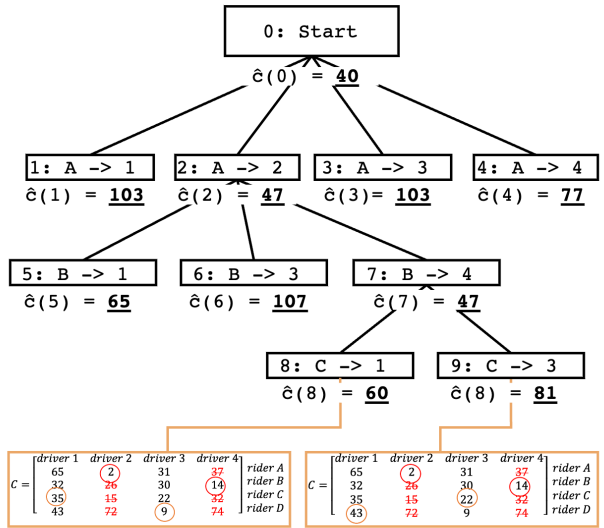 0: Start
ĉ(0) = 40
1: A -> 1
2: A -> 2
3: A -> 3
4: A -> 4
ĉ(1) = 103
ĉ(2) = 47
ĉ(3)= 103
ĉ(4) = 77
5: B -> 1
6: B -> 3
7: B -> 4
ĉ(5) = 65
ĉ(6) = 107
ĉ(7) = 47
8: C -> 1
9: C -> 3
ĉ(8) = 60
ĉ(8) = 81
driver 1 driver 2 driver 3 driver 4
65 2 31 37 rider A
32 26 30 14 rider B
C =
35 15 22 32 rider C
43 72 9 74 rider D
driver 1 driver 2 driver 3 driver 4
65 2 31 37 rider A
32 26 30 14 rider B
C =
35 15 22 32 rider C
43 72 9 74 rider D